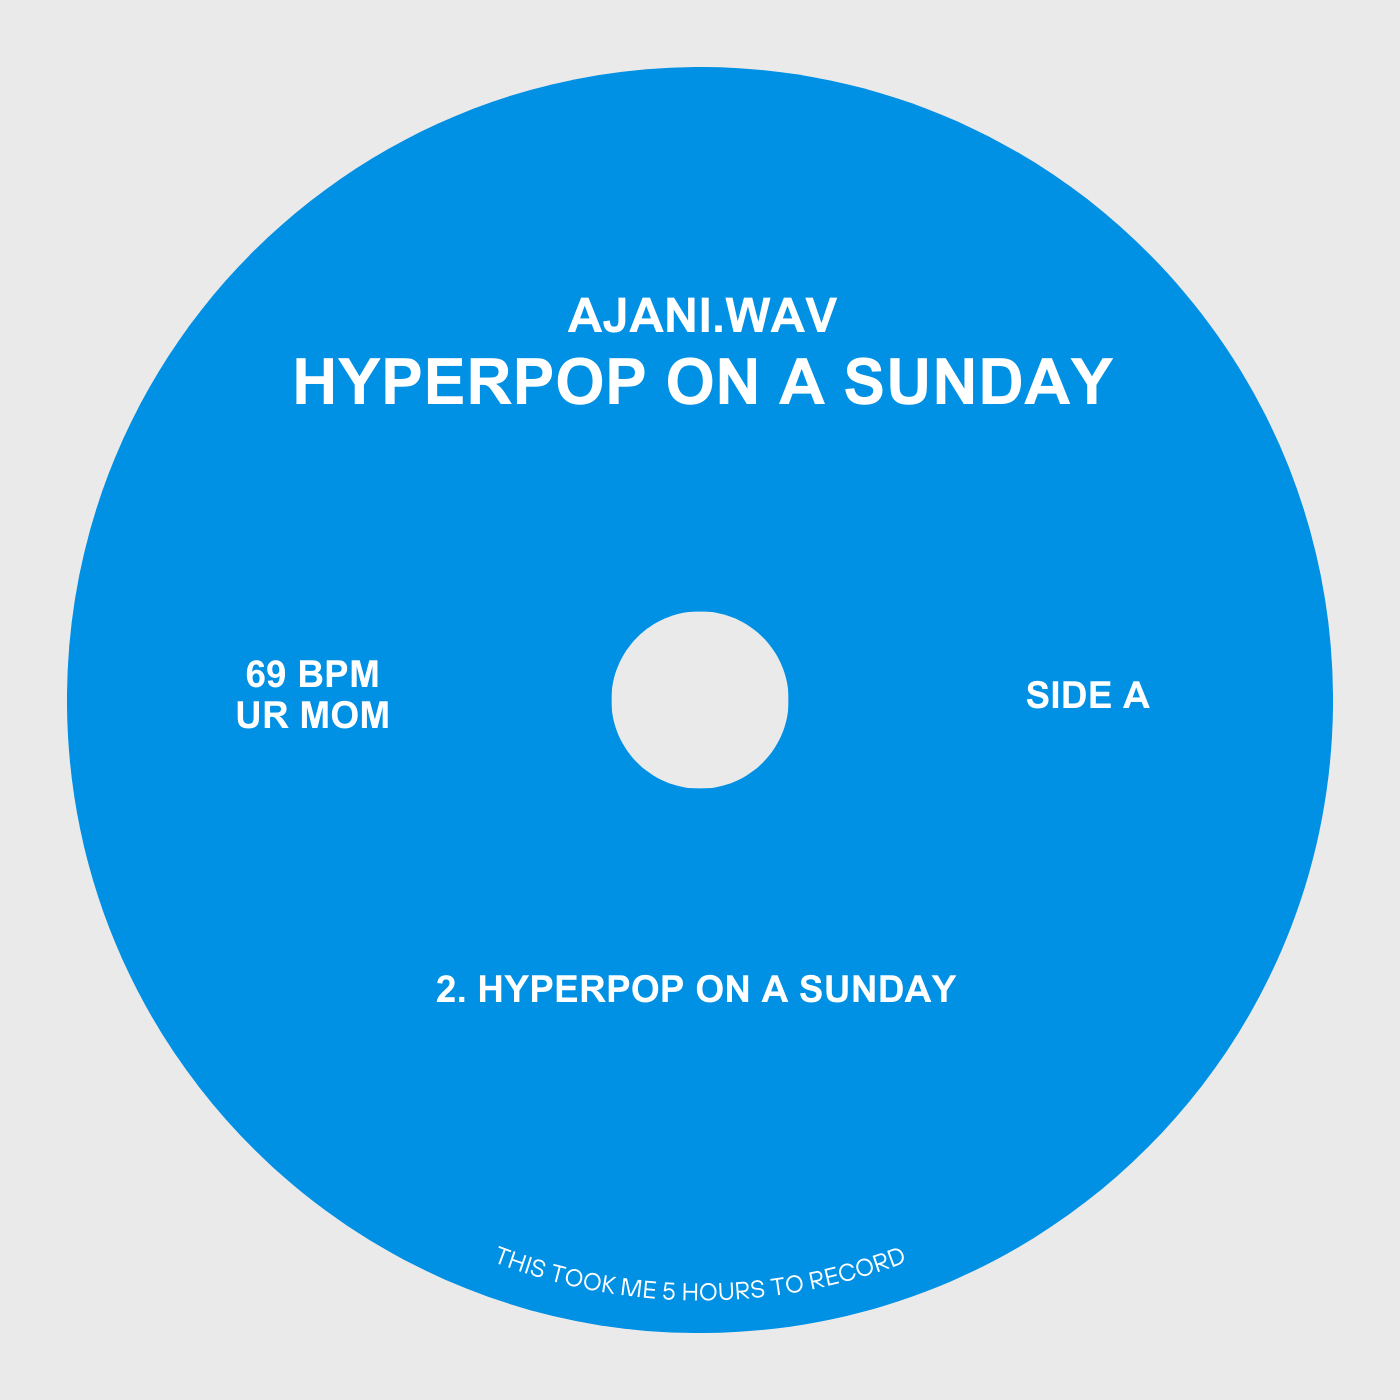 AJANI.WAV
HYPERPOP ON A SUNDAY
69 BPM
UR MOM
SIDE A
2. HYPERPOP ON A SUNDAY
THIS TOOK ME 5 HOURS TO RECORD